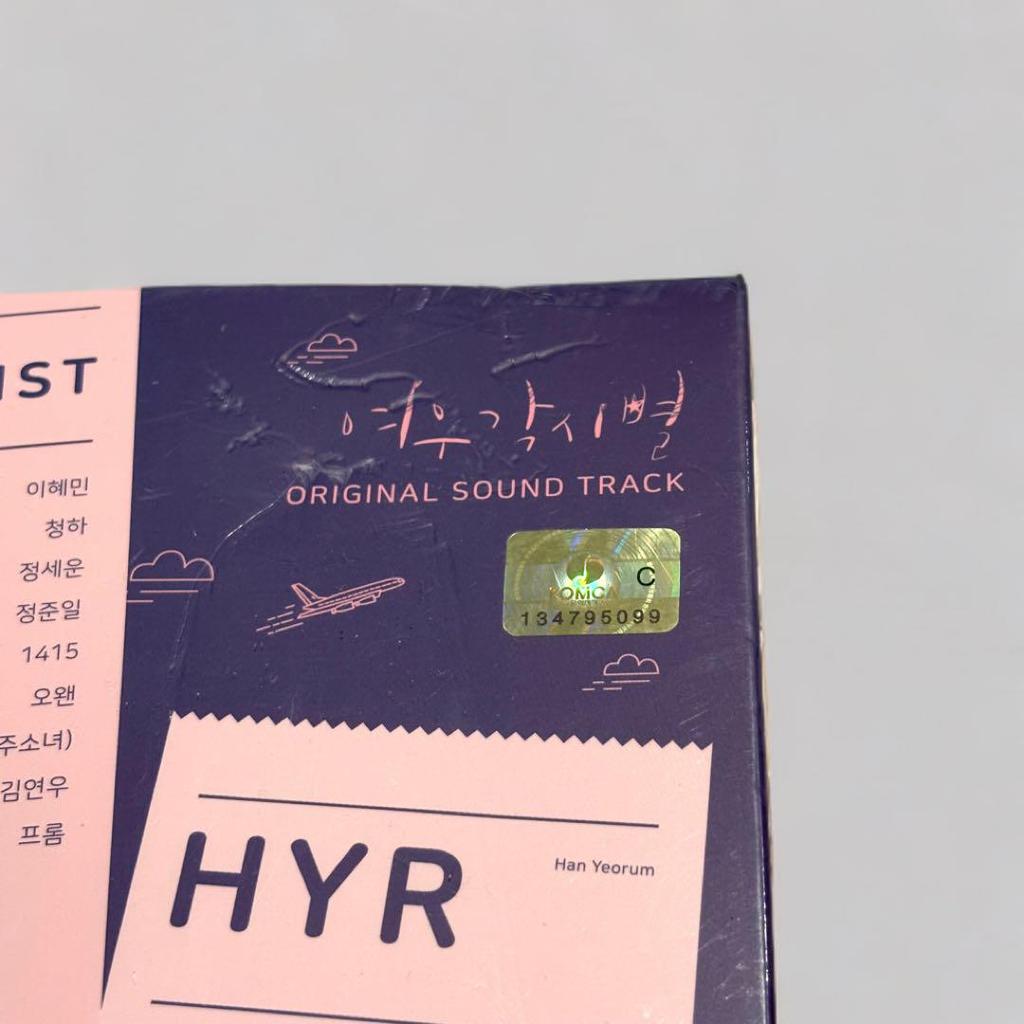 이혜민
청하
정세운
정준일
1415
오왠
주소녀)
김연우
프롬
여우각시별
ORIGINAL SOUND TRACK
KOMCA
C
134795099
HYR
Han Yeorum